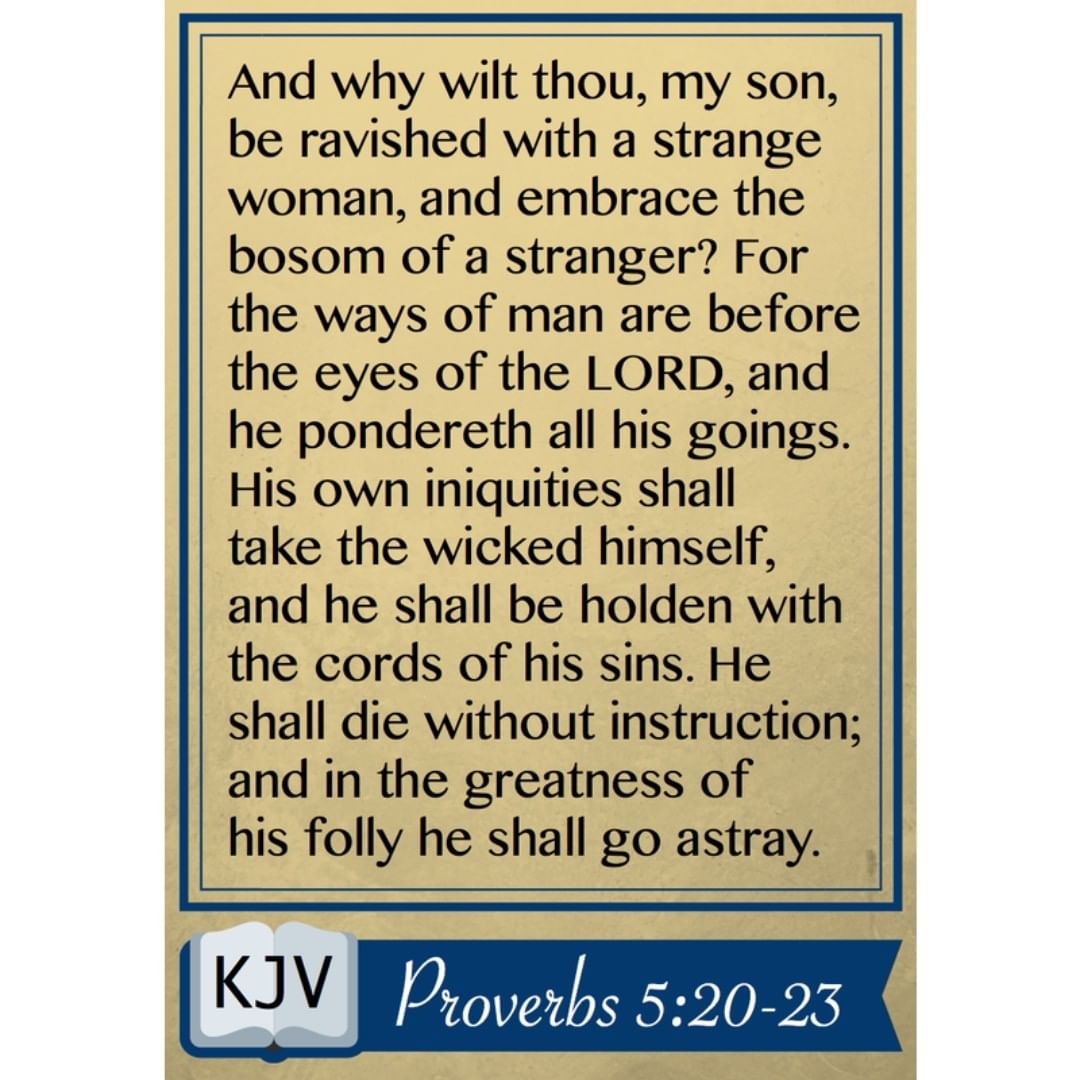 And why wilt thou, my son,
be ravished with a strange
woman, and embrace the
bosom of a stranger? For
the ways of man are before
the eyes of the LORD, and
he pondereth all his goings.
His own iniquities shall
take the wicked himself,
and he shall be holden with
the cords of his sins. He
shall die without instruction;
and in the greatness of
his folly he shall go astray.
KJV Proverbs 5:20-23